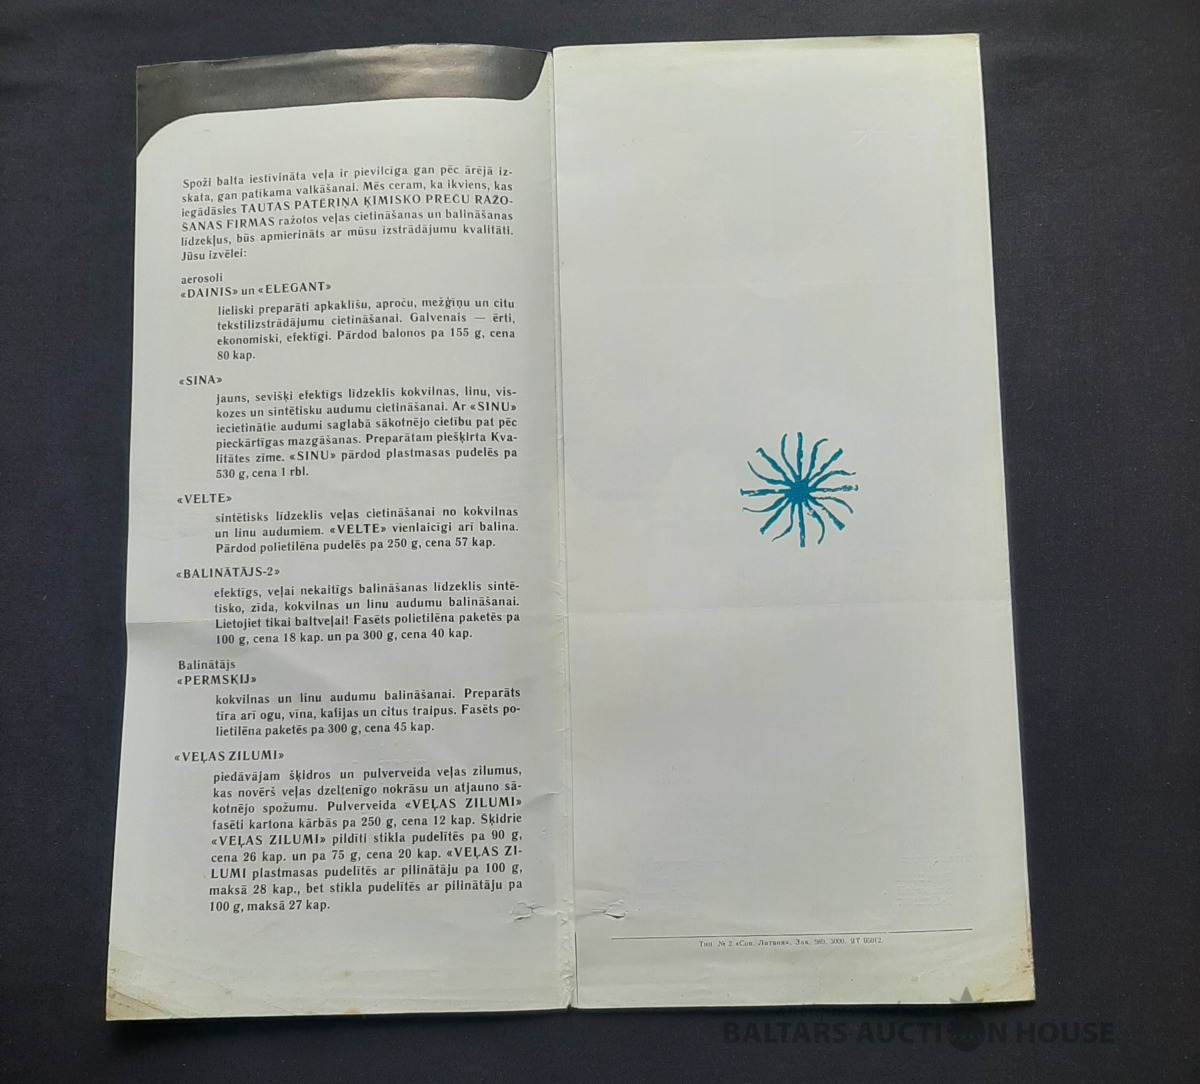 Spoži balta iestīvināta veļa ir pievilcīga gan pēc ārējā iz-
skata, gan patīkama valkāšanai. Mēs ceram, ka ikviens, kas
iegādāsies TAUTAS PATĒRIŅA ĶIMISKO PREČU RAŽO-
ŠANAS FIRMAS ražotos veļas cietināšanas un balināšanas
līdzekļus, būs apmierināts ar mūsu izstrādājumu kvalitāti.
Jūsu izvēlei:
aerosoli
«DAINIS» un «ELEGANT»
lieliski preparāti apkaklīšu, aproču, mežģīņu un citu
tekstilizstrādājumu cietināšanai. Galvenais — ērti,
ekonomiski, efektīgi. Pārdod balonos pa 155 g, cena
80 kap.
«SINA»
jauns, sevišķi efektīgs līdzeklis kokvilnas, linu, vis-
kozes un sintētisku audumu cietināšanai. Ar «SINU»
iecietinātie audumi saglabā sākotnējo cietību pat pēc
pieckārtīgas mazgāšanas. Preparātam piešķirta Kva-
litātes zīme. «SINU» pārdod plastmasas pudelēs pa
530 g, cena 1 rbl.
«VELTE»
sintētisks līdzeklis veļas cietināšanai no kokvilnas
un linu audumiem. «VELTE» vienlaicīgi arī balina.
Pārdod polietilēna pudelēs pa 250 g, cena 57 kap.
«BALINĀTĀJS-2»
efektīgs, veļai nekaitīgs balināšanas līdzeklis sintē-
tisko, zīda, kokvilnas un linu audumu balināšanai.
Lietojiet tikai baltveļai! Fasēts polietilēna paketēs pa
100 g, cena 18 kap. un pa 300 g, cena 40 kap.
Balinātājs
«PERMSKIJ»
kokvilnas un linu audumu balināšanai. Preparāts
tīra arī ogu, vīna, kafijas un citus traipus. Fasēts po-
lietilēna paketēs pa 300 g, cena 45 kap.
«VEĻAS ZILUMI»
piedāvājam šķidros un pulverveida veļas zilumus,
kas novērš veļas dzeltenīgo nokrāsu un atjauno sā-
kotnējo spožumu. Pulverveida «VEĻAS ZILUMI»
fasēti kartona kārbās pa 250 g, cena 12 kap. Šķidrie
«VEĻAS ZILUMI» pildīti stikla pudelītēs pa 90 g,
cena 26 kap. un pa 75 g, cena 20 kap. «VEĻAS ZI-
LUMI plastmasas pudelītēs ar pilinātāju pa 100 g,
maksā 28 kap., bet stikla pudelītēs ar pilinātāju pa
100 g, maksā 27 kap.
Тип. № 2 «Сов. Латвия». Зак. 989. 3000. ЯТ 05012.
BALTARS AUCTION HOUSE